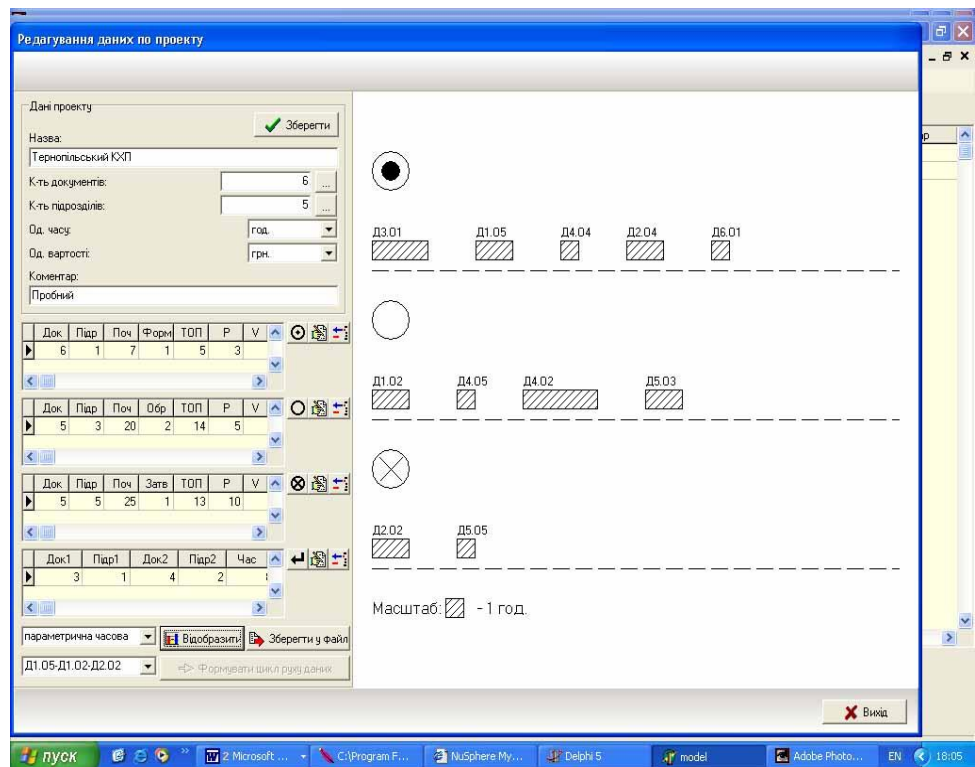 Редагування даних по проекту
Дані проекту
Зберегти
Назва:
Тернопільський КХП
К-ть документів: 6 ...
К-ть підрозділів: 5 ...
Од. часу: год.
Од. вартості: грн.
Коментар:
Пробний
Док Підр Поч Форм ТОП Р V
6 1 7 1 5 3
Док Підр Поч Обр ТОП Р V
5 3 20 2 14 5
Док Підр Поч Затв ТОП Р V
5 5 25 1 13 10
Док1 Підр1 Док2 Підр2 Час
3 1 4 2
параметрична часова Відобразити Зберегти у файл
Д1.05-Д1.02-Д2.02 Формувати цикл руху даних
Д3.01 Д1.05 Д4.04 Д2.04 Д6.01
Д1.02 Д4.05 Д4.02 Д5.03
Д2.02 Д5.05
Масштаб: - 1 год.
Вихід
пуск 2 Microsoft ... C:\Program F... NuSphere My... Delphi 5 model Adobe Photo... EN 18:05